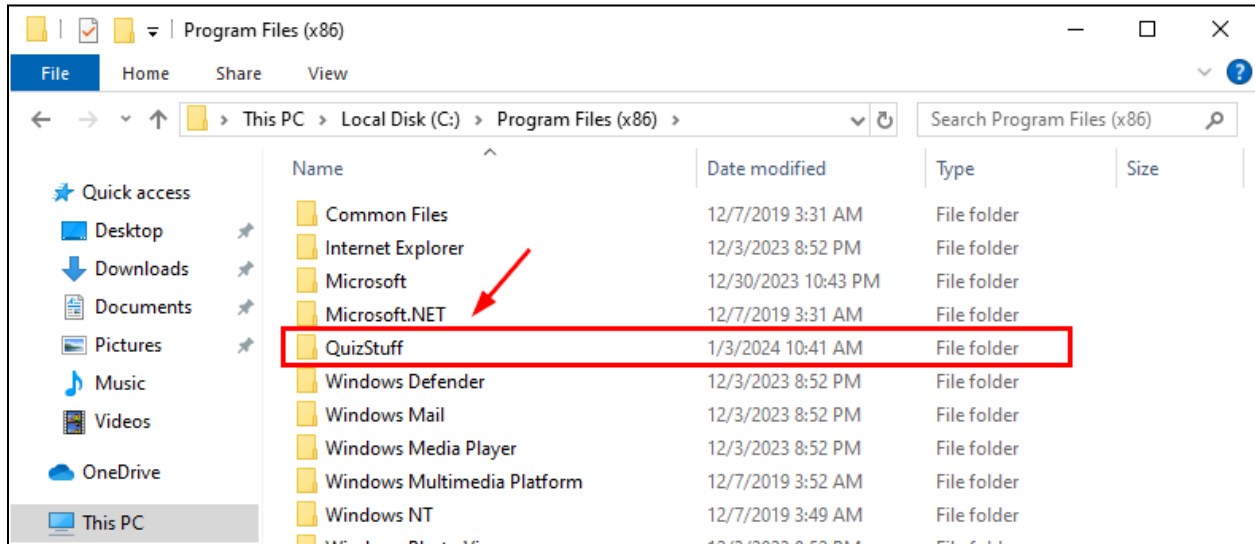 Program Files (x86)
File Home Share View
This PC > Local Disk (C:) > Program Files (x86) > Search Program Files (x86)
Name Date modified Type Size
Quick access
Desktop
Downloads
Documents
Pictures
Music
Videos
OneDrive
This PC
Common Files 12/7/2019 3:31 AM File folder
Internet Explorer 12/3/2023 8:52 PM File folder
Microsoft 12/30/2023 10:43 PM File folder
Microsoft.NET 12/7/2019 3:31 AM File folder
QuizStuff 1/3/2024 10:41 AM File folder
Windows Defender 12/3/2023 8:52 PM File folder
Windows Mail 12/3/2023 8:52 PM File folder
Windows Media Player 12/3/2023 8:52 PM File folder
Windows Multimedia Platform 12/7/2019 3:52 AM File folder
Windows NT 12/7/2019 3:49 AM File folder